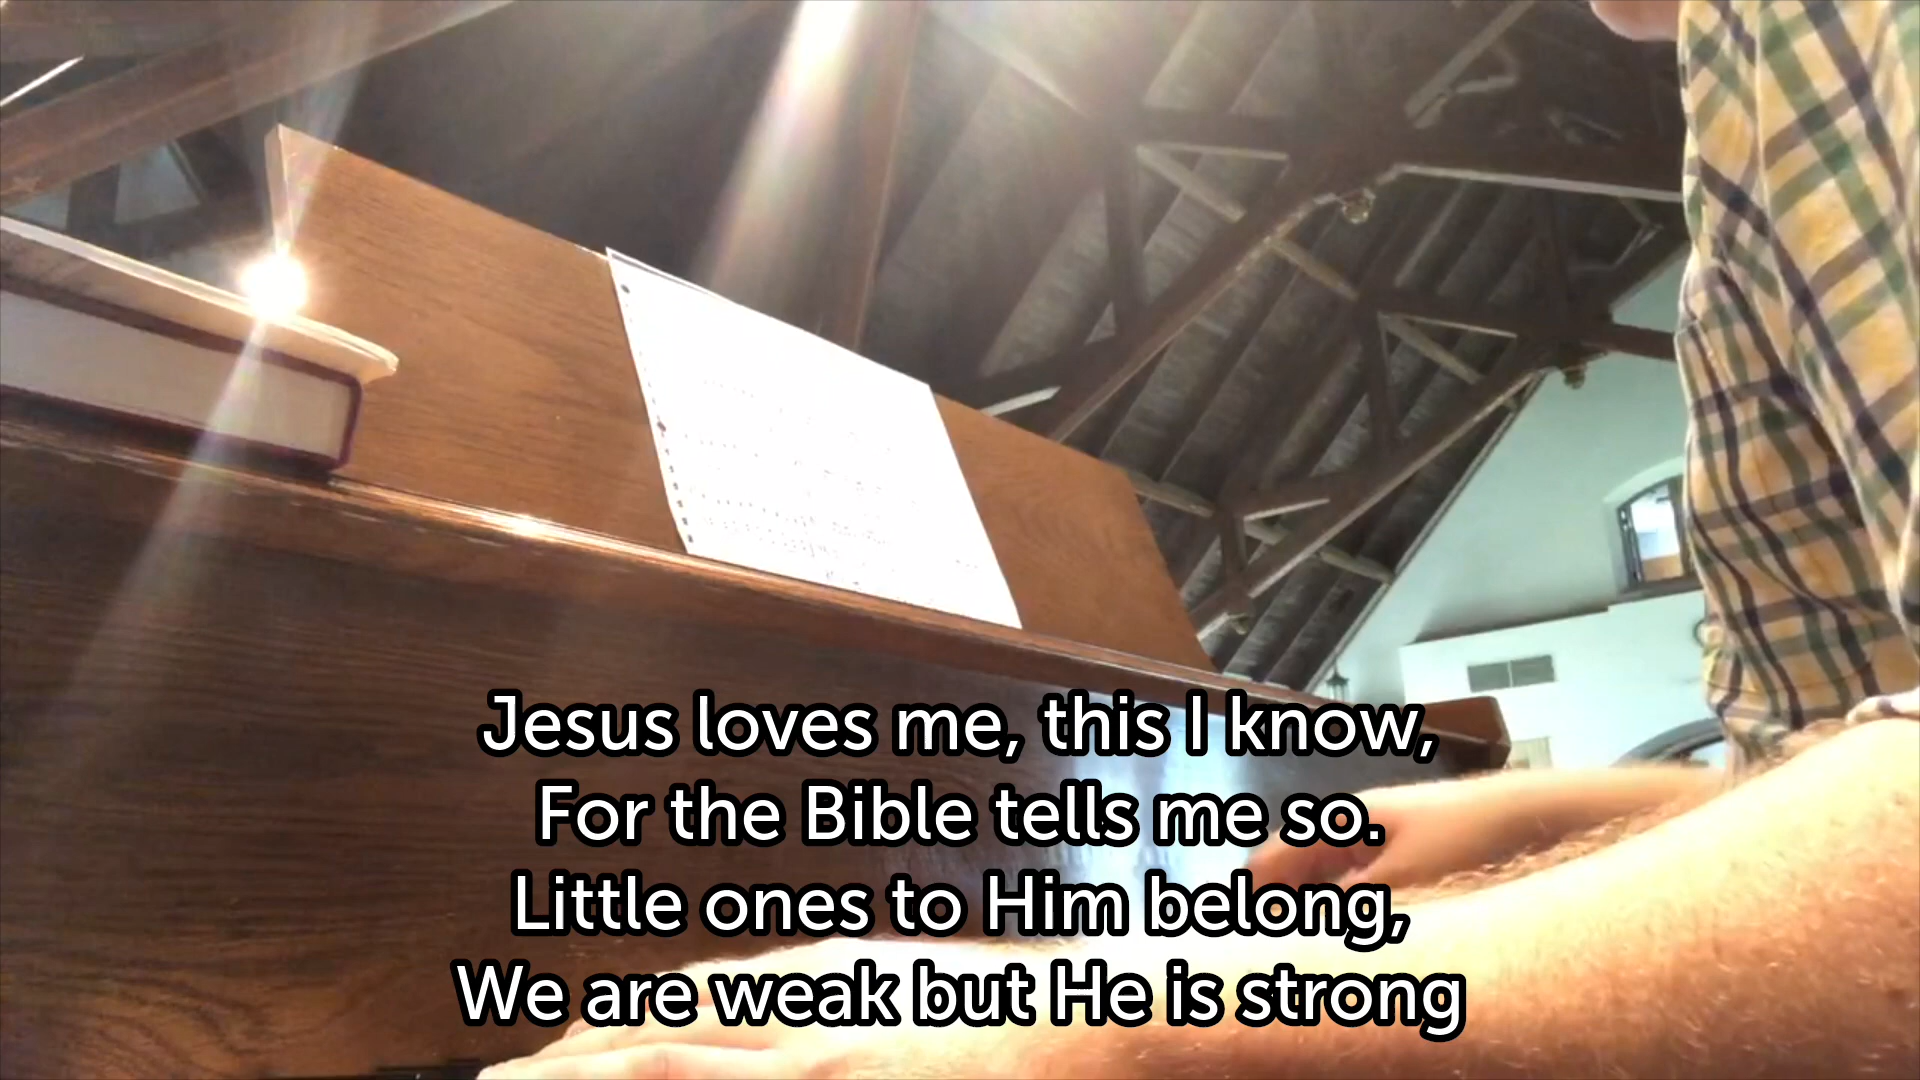 Jesus loves me, this I know,
For the Bible tells me so.
Little ones to Him belong,
We are weak but He is strong